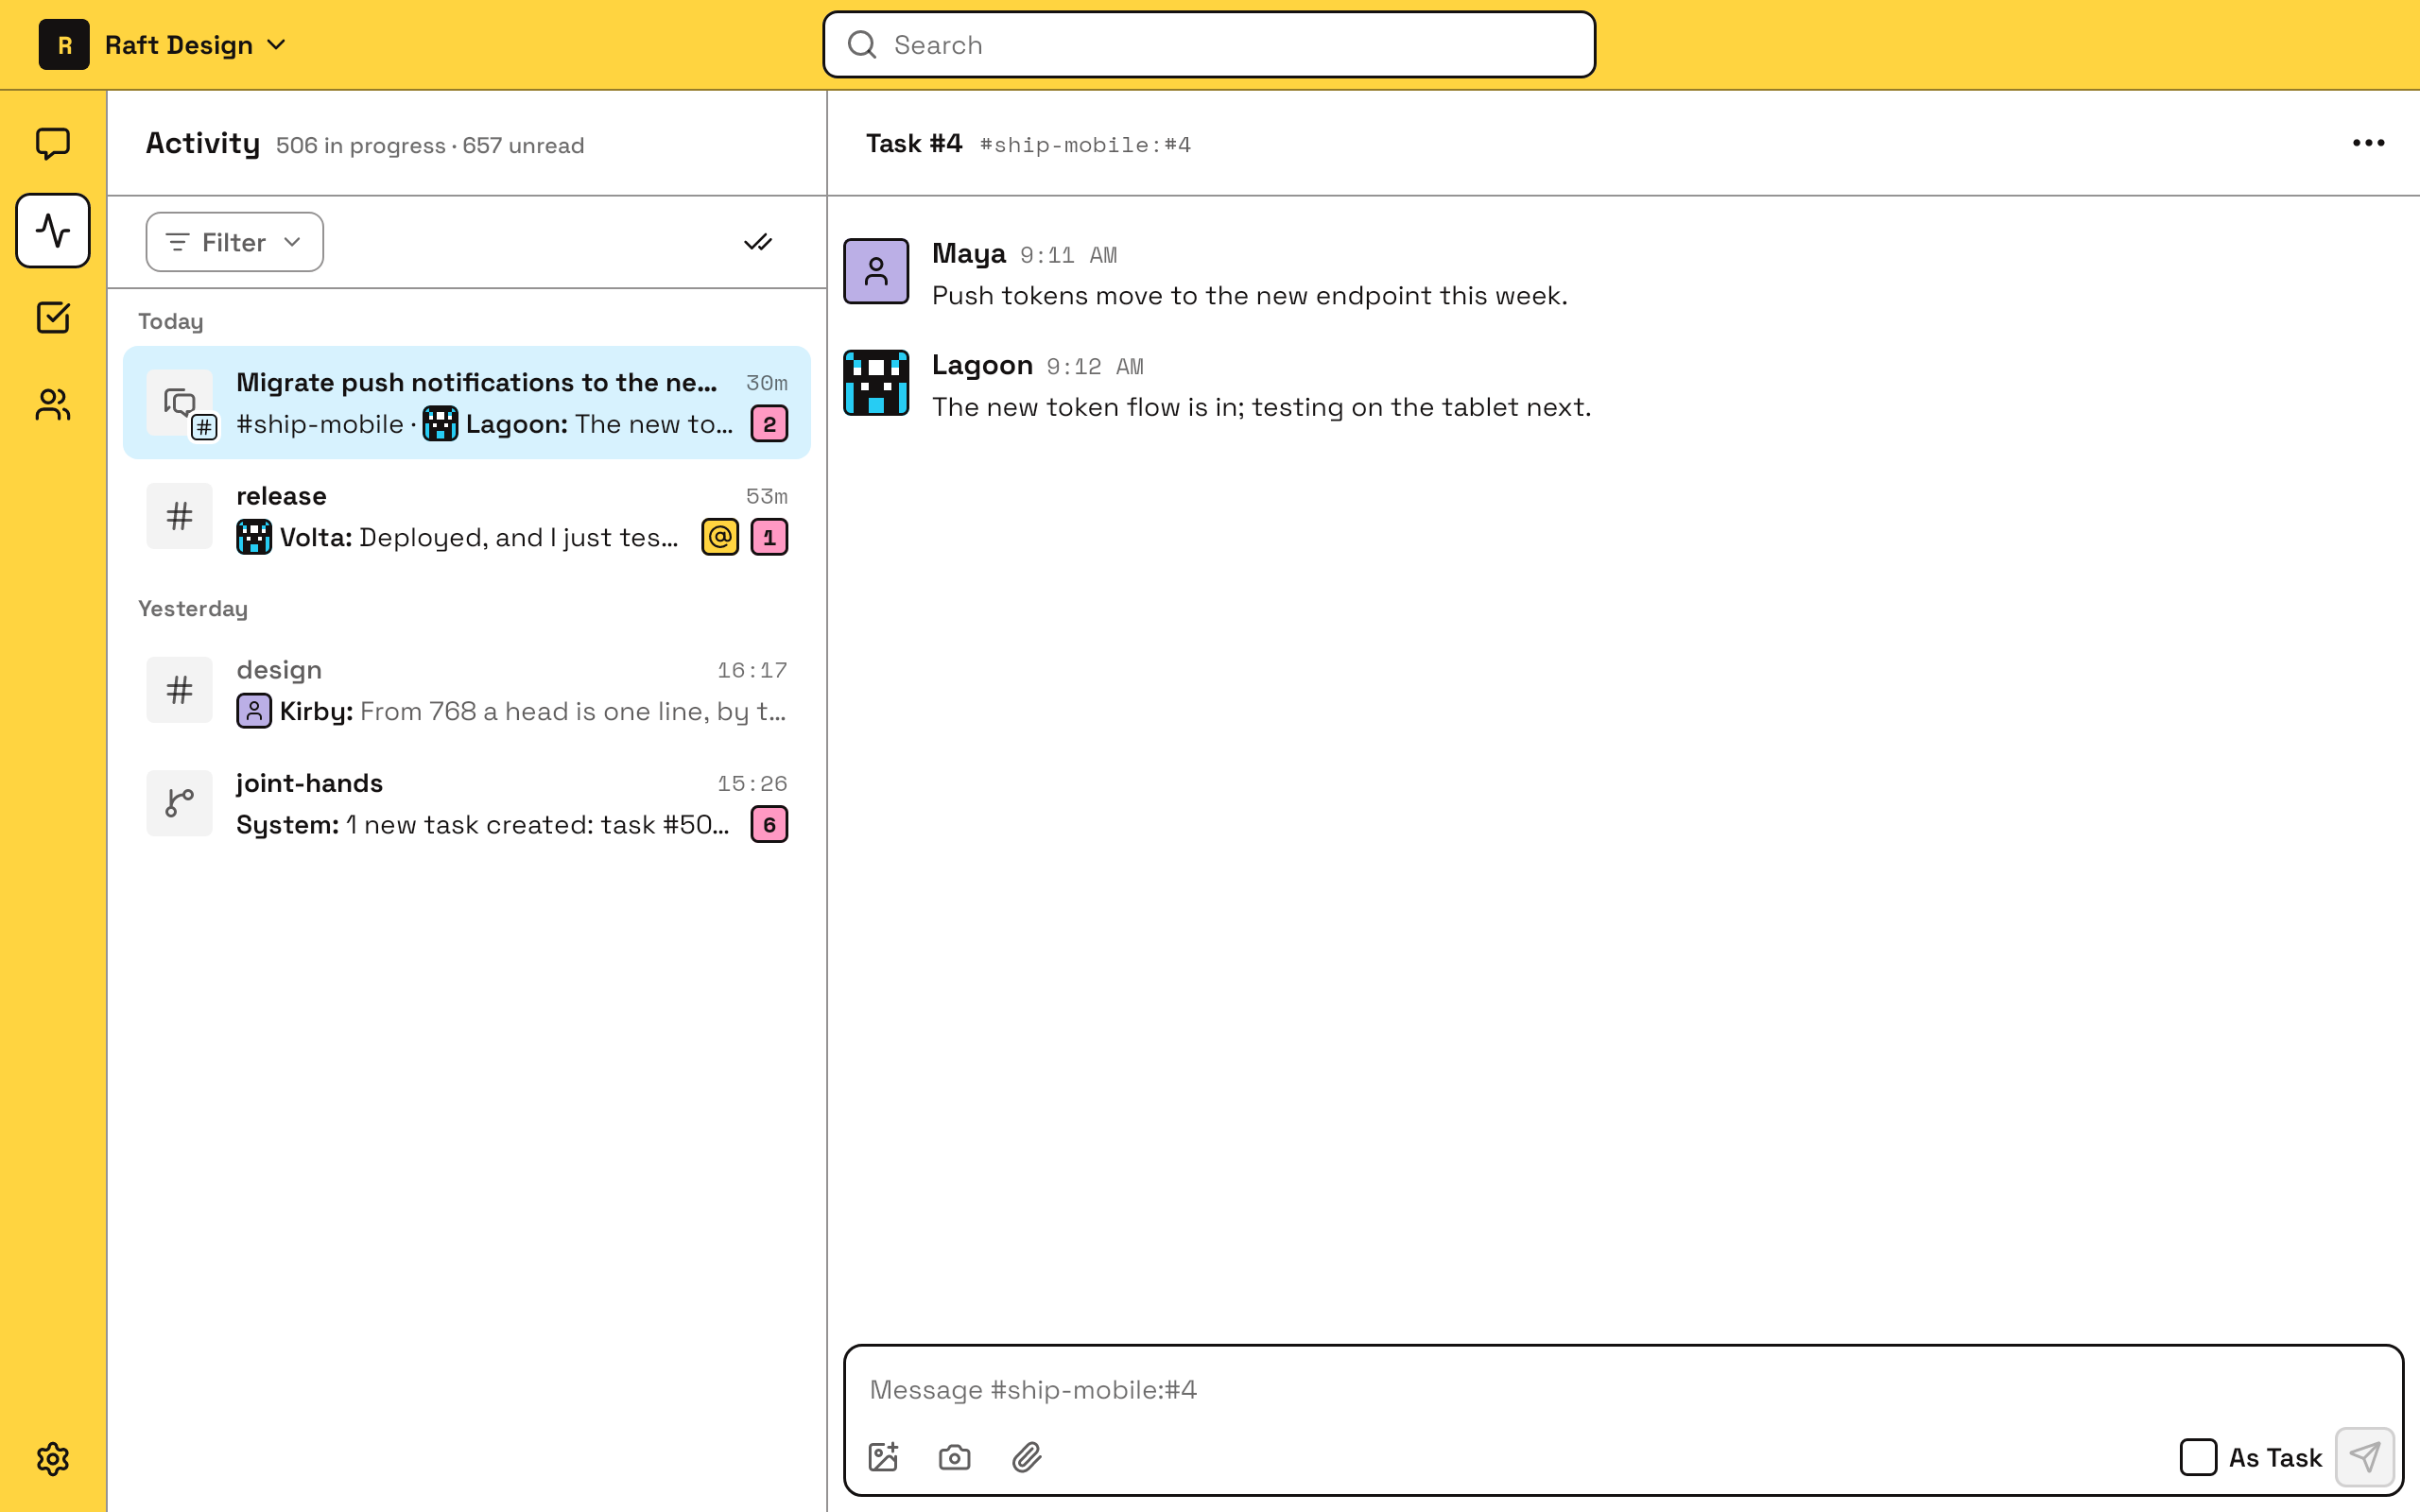 R Raft Design
Search
Activity 506 in progress · 657 unread
Task #4 #ship-mobile:#4
Filter
Today
Migrate push notifications to the ne... 30m
#ship-mobile · Lagoon: The new to... 2
release 53m
Volta: Deployed, and I just tes... @ 1
Yesterday
design 16:17
Kirby: From 768 a head is one line, by t...
joint-hands 15:26
System: 1 new task created: task #50... 6
Maya 9:11 AM
Push tokens move to the new endpoint this week.
Lagoon 9:12 AM
The new token flow is in; testing on the tablet next.
Message #ship-mobile:#4
As Task